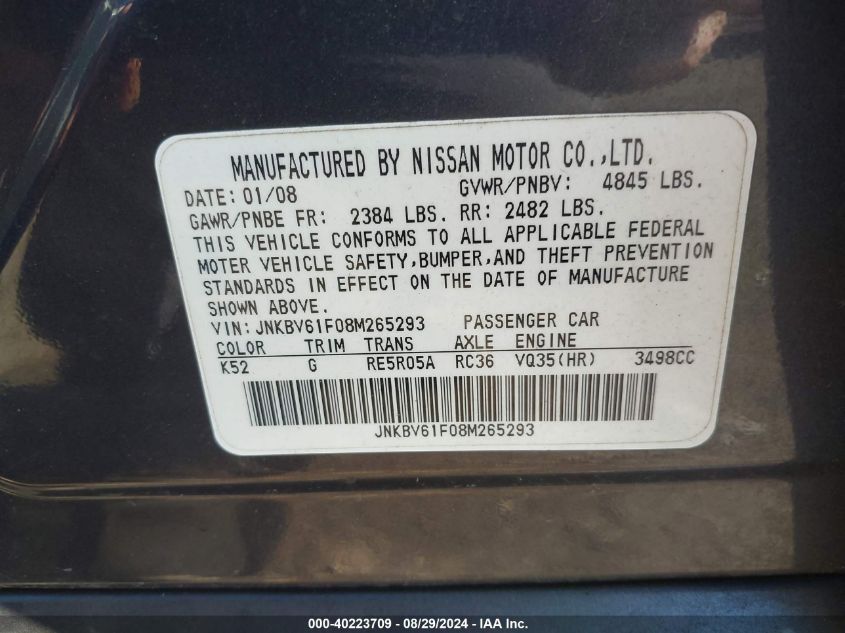 MANUFACTURED BY NISSAN MOTOR CO.,LTD.
DATE: 01/08 GVWR/PNBV: 4845 LBS.
GAWR/PNBE FR: 2384 LBS. RR: 2482 LBS.
THIS VEHICLE CONFORMS TO ALL APPLICABLE FEDERAL
MOTER VEHICLE SAFETY,BUMPER,AND THEFT PREVENTION
STANDARDS IN EFFECT ON THE DATE OF MANUFACTURE
SHOWN ABOVE.
VIN: JNKBV61F08M265293 PASSENGER CAR
COLOR TRIM TRANS AXLE ENGINE
K52 G RE5R05A RC36 VQ35(HR) 3498CC
JNKBV61F08M265293
000-40223709 - 08/29/2024 - IAA Inc.